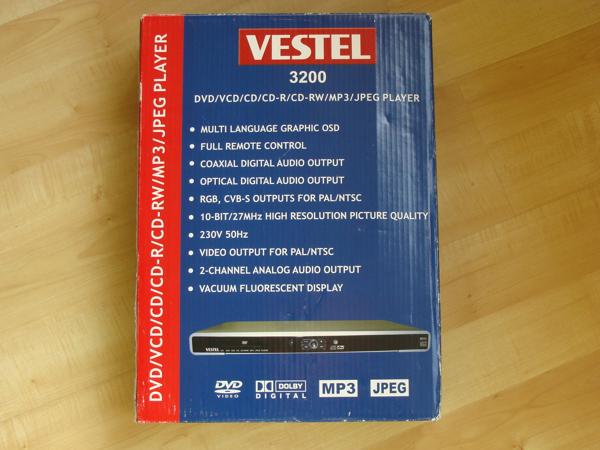 VESTEL
3200
DVD/VCD/CD/CD-R/CD-RW/MP3/JPEG PLAYER
• MULTI LANGUAGE GRAPHIC OSD
• FULL REMOTE CONTROL
• COAXIAL DIGITAL AUDIO OUTPUT
• OPTICAL DIGITAL AUDIO OUTPUT
• RGB, CVB-S OUTPUTS FOR PAL/NTSC
• 10-BIT/27MHz HIGH RESOLUTION PICTURE QUALITY
• 230V 50Hz
• VIDEO OUTPUT FOR PAL/NTSC
• 2-CHANNEL ANALOG AUDIO OUTPUT
• VACUUM FLUORESCENT DISPLAY
VESTEL
DVD
VIDEO
DOLBY
DIGITAL
MP3
JPEG
DVD/VCD/CD/CD-R/CD-RW/MP3/JPEG PLAYER